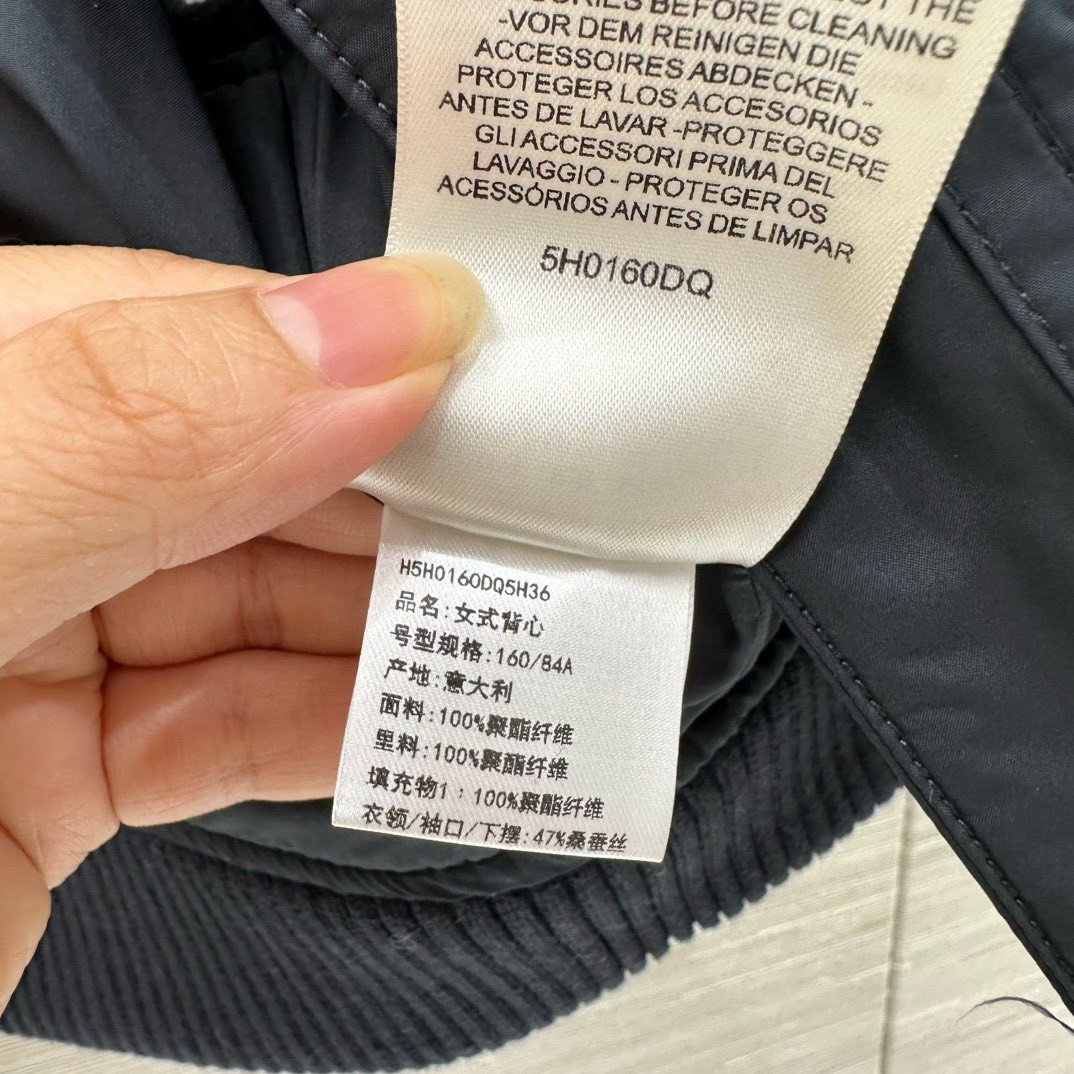 THE
BEFORE CLEANING
-VOR DEM REINIGEN DIE
ACCESSOIRES ABDECKEN -
PROTEGER LOS ACCESORIOS
ANTES DE LAVAR -PROTEGGERE
GLI ACCESSORI PRIMA DEL
LAVAGGIO - PROTEGER OS
ACESSÓRIOS ANTES DE LIMPAR
5H0160DQ
H5H0160DQ5H36
品名:女式背心
号型规格:160/84A
产地:意大利
面料:100%聚酯纤维
里料:100%聚酯纤维
填充物1:100%聚酯纤维
衣领/袖口/下摆:47%桑蚕丝